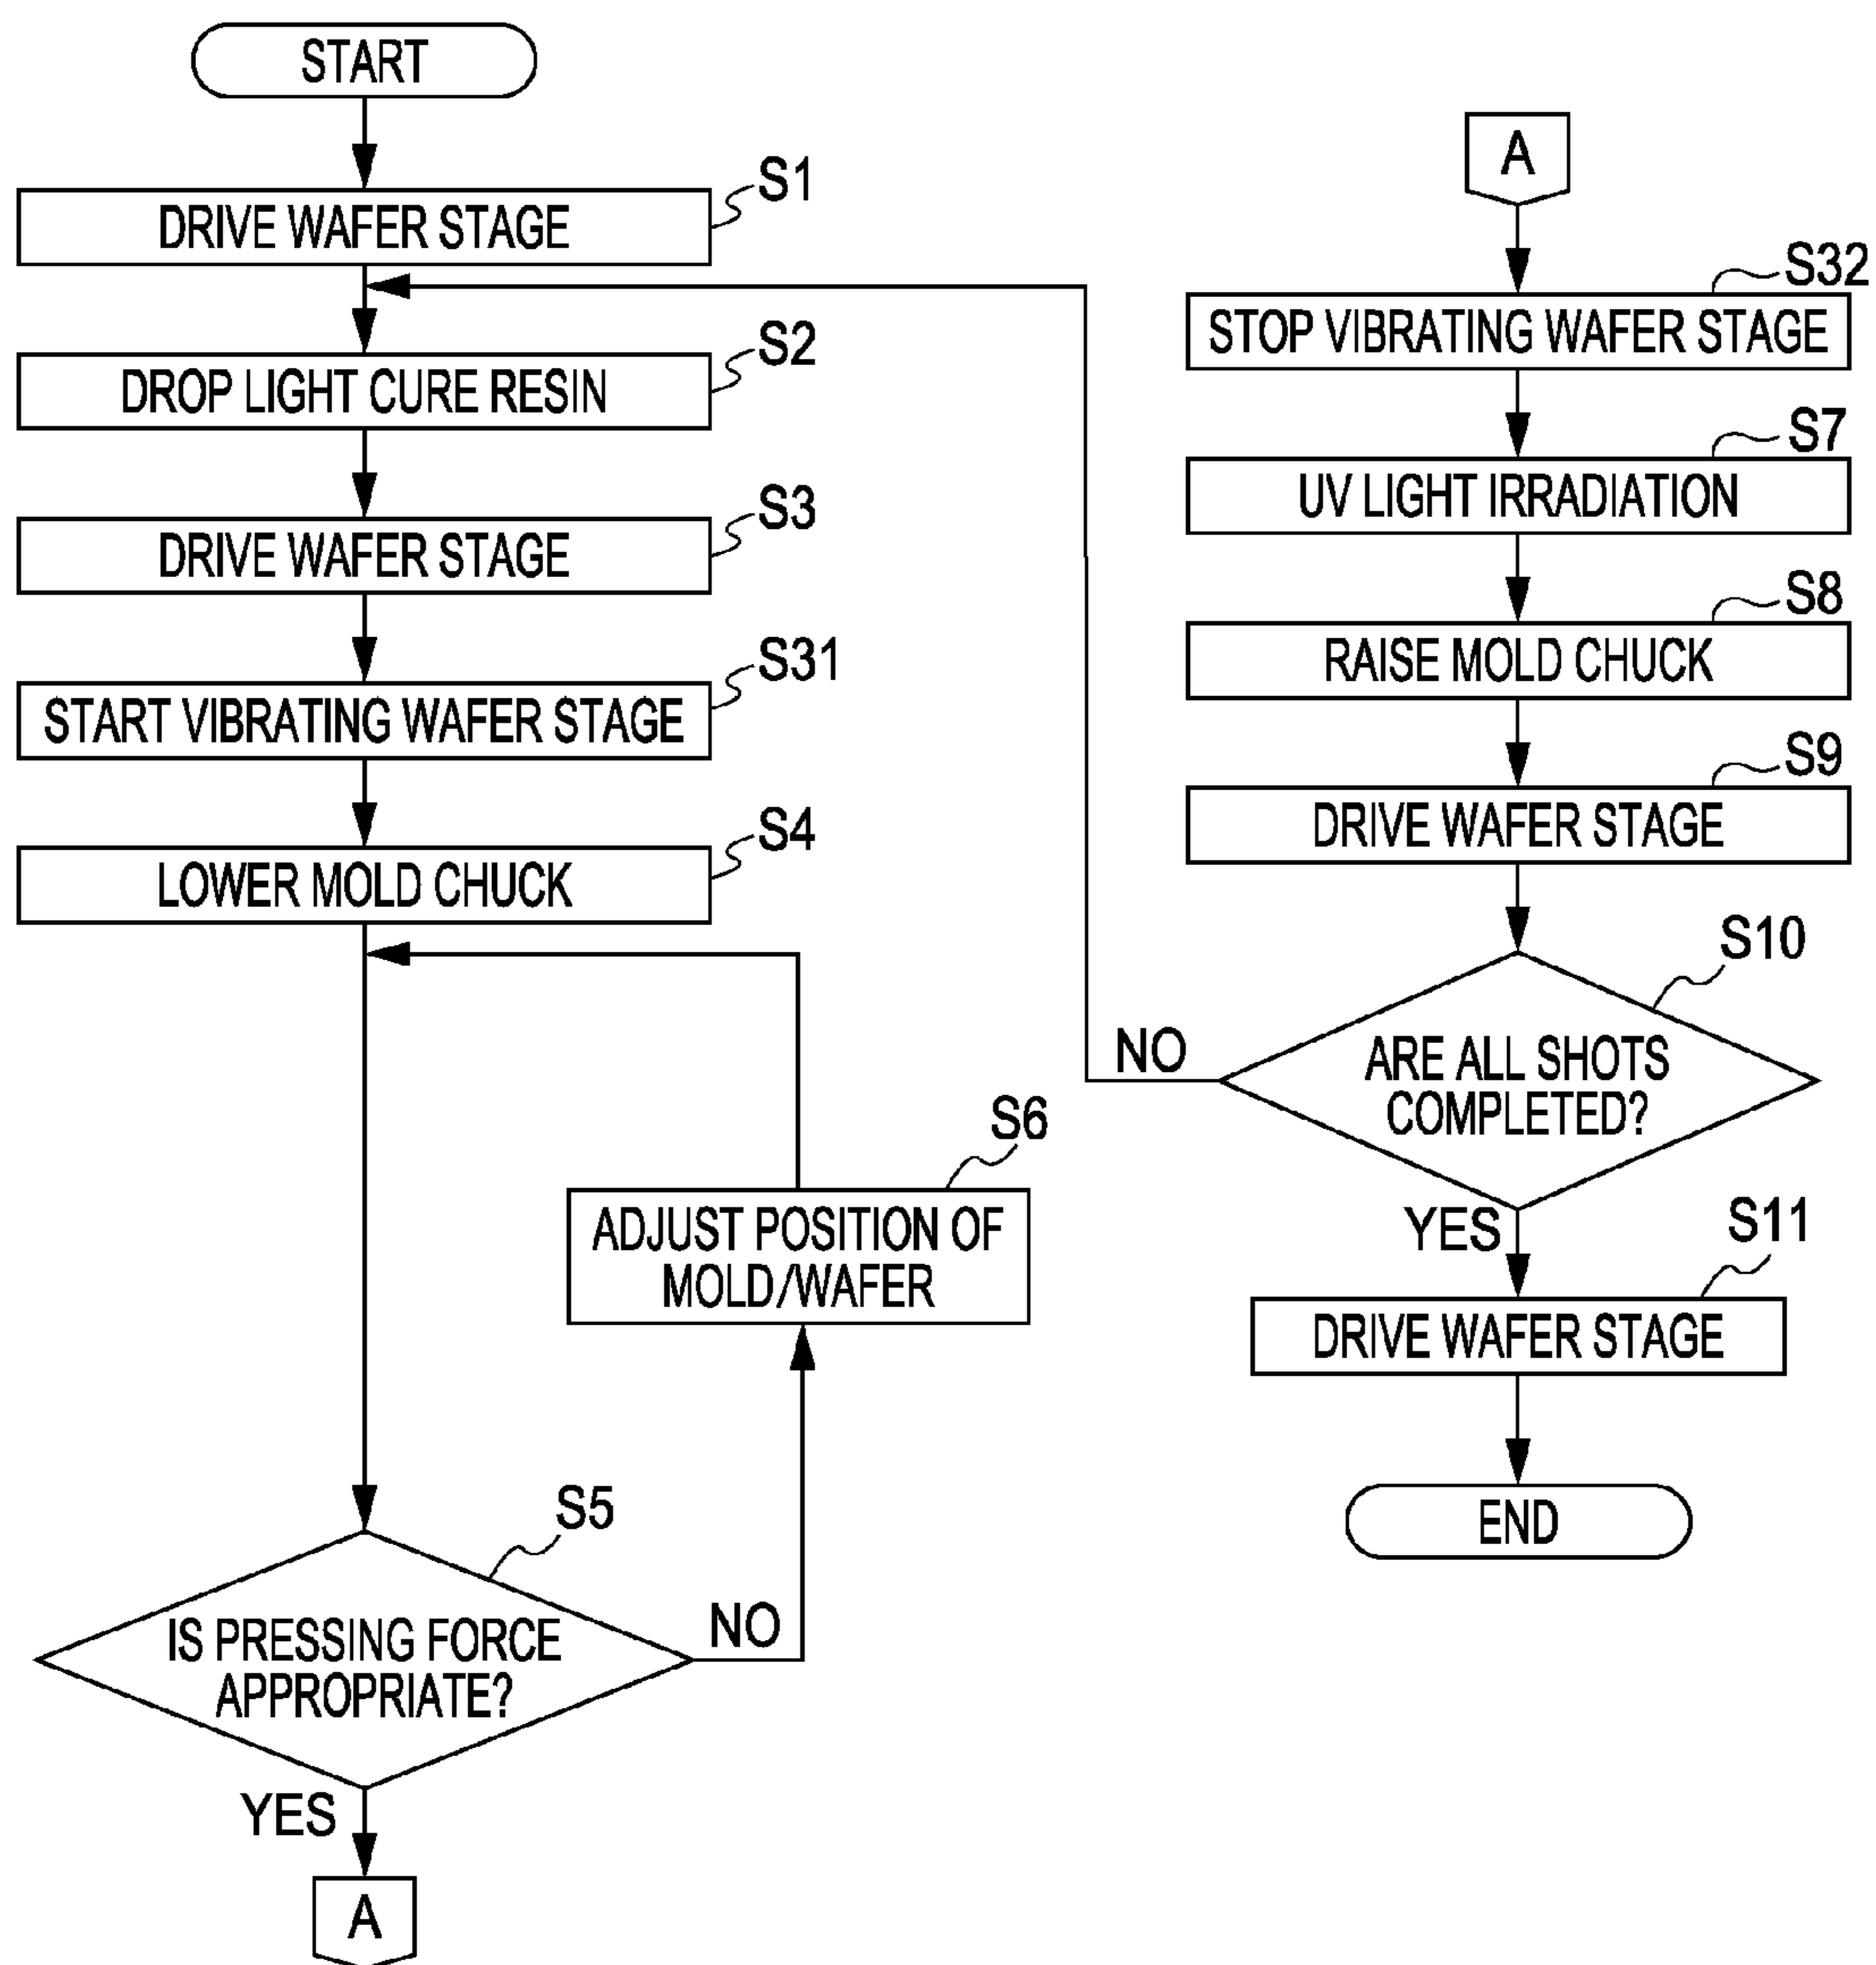 START
S1
DRIVE WAFER STAGE
S2
DROP LIGHT CURE RESIN
S3
DRIVE WAFER STAGE
S31
START VIBRATING WAFER STAGE
S4
LOWER MOLD CHUCK
S6
ADJUST POSITION OF
MOLD/WAFER
S5
IS PRESSING FORCE
APPROPRIATE?
NO
YES
A
A
S32
STOP VIBRATING WAFER STAGE
S7
UV LIGHT IRRADIATION
S8
RAISE MOLD CHUCK
S9
DRIVE WAFER STAGE
S10
ARE ALL SHOTS
COMPLETED?
NO
YES
S11
DRIVE WAFER STAGE
END